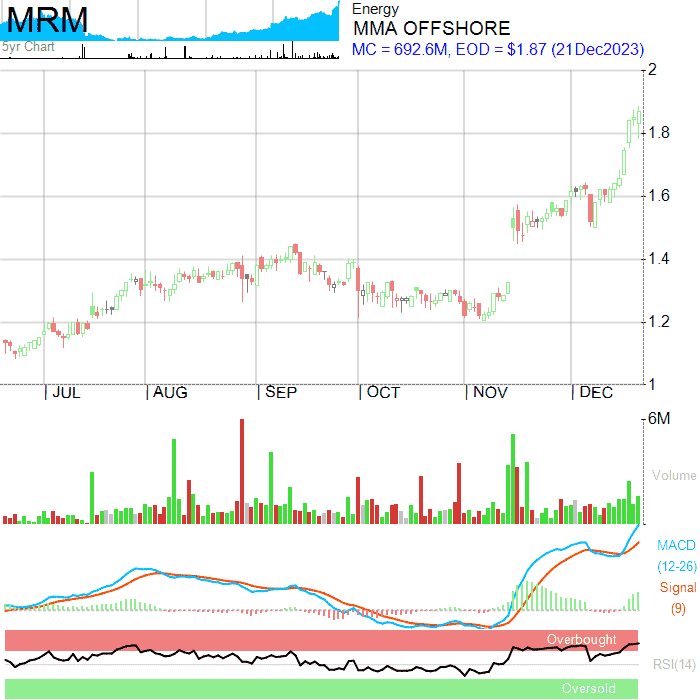 MRM
5yr Chart
Energy
MMA OFFSHORE
MC = 692.6M, EOD = $1.87 (21Dec2023)
2
1.8
1.6
1.4
1.2
1
JUL AUG SEP OCT NOV DEC
6M
Volume
MACD
(12-26)
Signal
(9)
Overbought
RSI(14)
Oversold